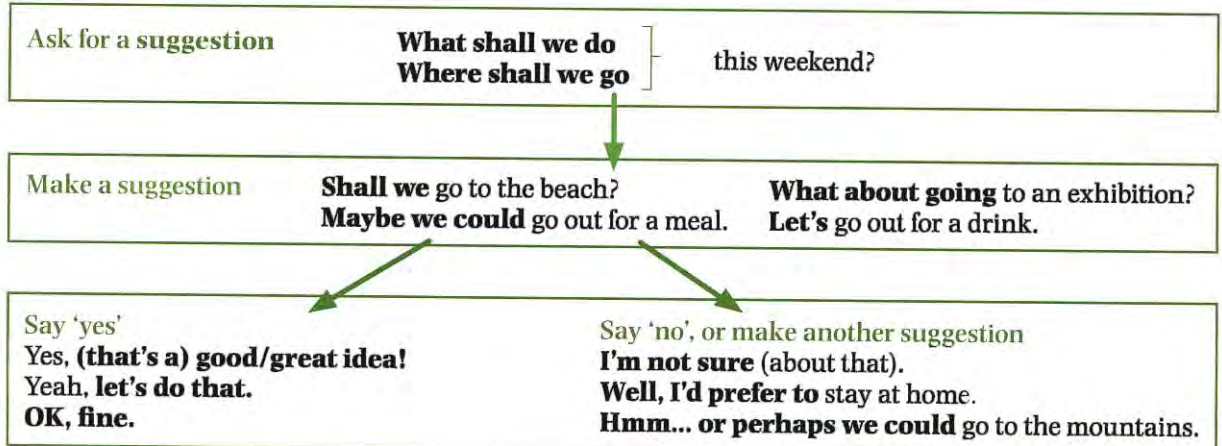 Ask for a suggestion
What shall we do
Where shall we go
this weekend?
Make a suggestion
Shall we go to the beach?
Maybe we could go out for a meal.
What about going to an exhibition?
Let's go out for a drink.
Say 'yes'
Yes, (that's a) good/great idea!
Yeah, let's do that.
OK, fine.
Say 'no', or make another suggestion
I'm not sure (about that).
Well, I'd prefer to stay at home.
Hmm... or perhaps we could go to the mountains.